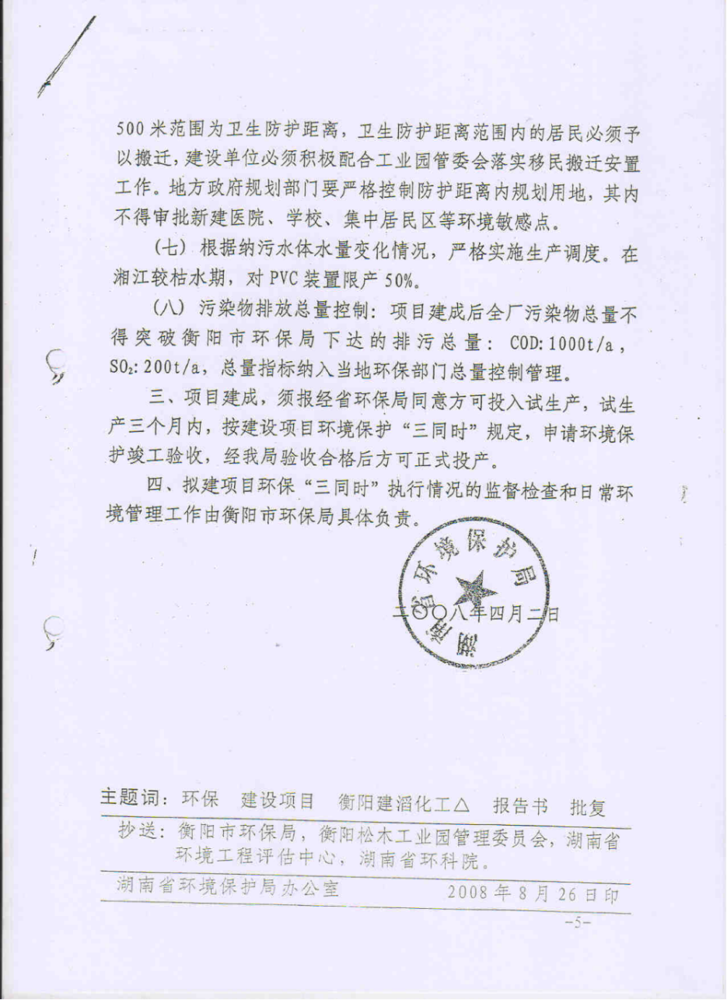 500 米范围为卫生防护距离，卫生防护距离范围内的居民必须予
以搬迁，建设单位必须积极配合工业园管委会落实移民搬迁安置
工作。地方政府规划部门要严格控制防护距离内规划用地，其内
不得审批新建医院、学校、集中居民区等环境敏感点。
(七) 根据纳污水体水量变化情况，严格实施生产调度。在
湘江较枯水期，对 PVC 装置限产 50%。
(八) 污染物排放总量控制：项目建成后全厂污染物总量不
得突破衡阳市环保局下达的排污总量：COD:1000t/a，
SO₂:200t/a，总量指标纳入当地环保部门总量控制管理。
三、项目建成，须报经省环保局同意方可投入试生产，试生
产三个月内，按建设项目环境保护“三同时”规定，申请环境保
护竣工验收，经我局验收合格后方可正式投产。
四、拟建项目环保“三同时”执行情况的监督检查和日常环
境管理工作由衡阳市环保局具体负责。
湖南省环境保护局
二〇〇八年四月二日
主题词：环保 建设项目 衡阳建滔化工△ 报告书 批复
抄送：衡阳市环保局，衡阳松木工业园管理委员会，湖南省
环境工程评估中心，湖南省环科院。
湖南省环境保护局办公室 2008 年 8 月 26 日印
-5-